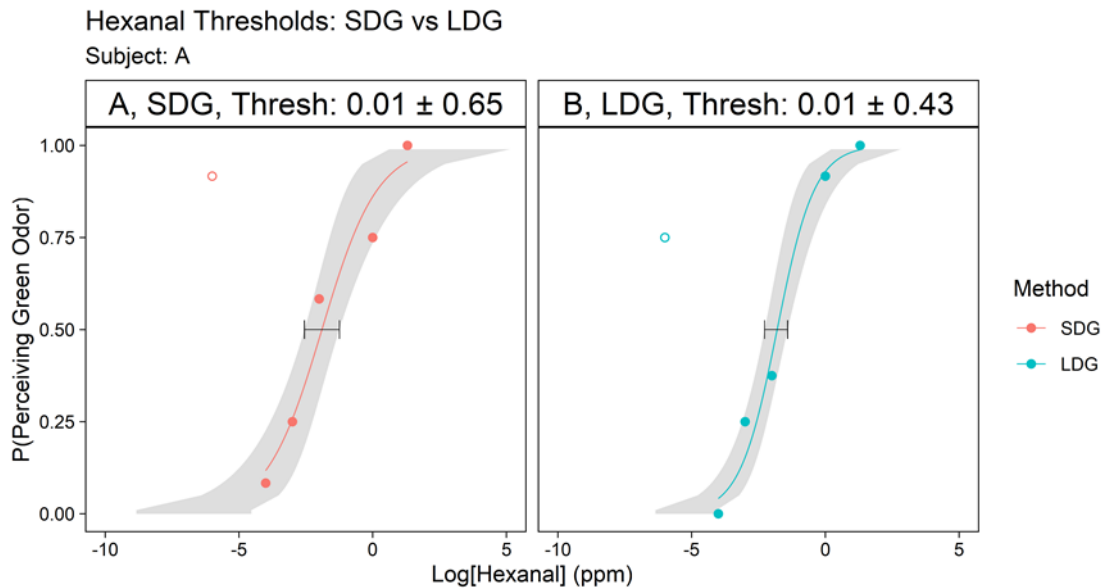 Hexanal Thresholds: SDG vs LDG
Subject: A
A, SDG, Thresh: 0.01 ± 0.65
B, LDG, Thresh: 0.01 ± 0.43
P(Perceiving Green Odor)
1.00
0.75
0.50
0.25
0.00
-10
-5
0
5
-10
-5
0
5
Log[Hexanal] (ppm)
Method
SDG
LDG